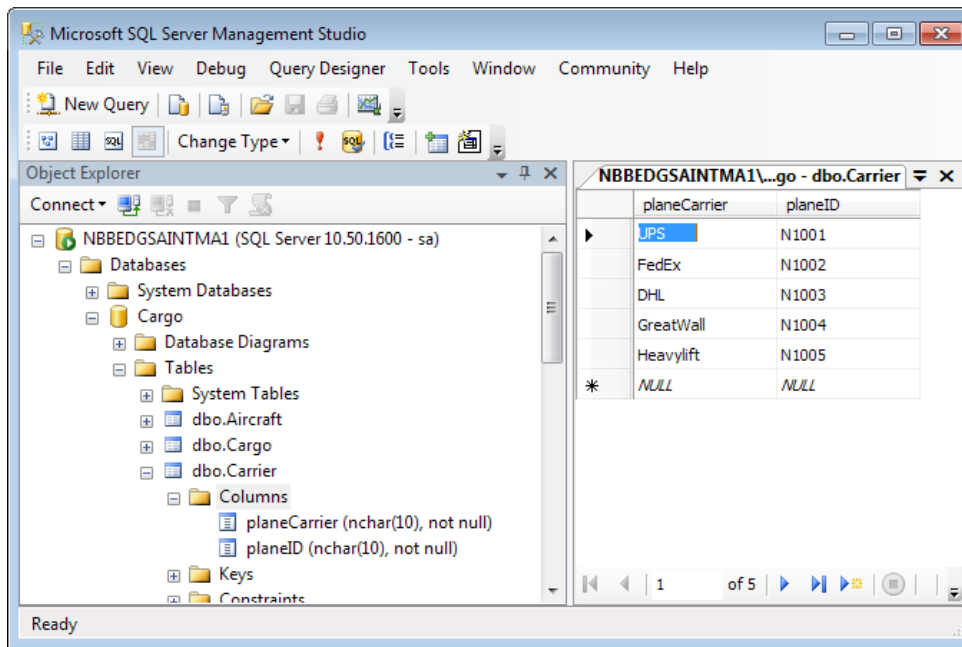 Microsoft SQL Server Management Studio
File Edit View Debug Query Designer Tools Window Community Help
New Query
SQL Change Type SQL
Object Explorer
Connect
NBBEDGSAINTMA1 (SQL Server 10.50.1600 - sa)
Databases
System Databases
Cargo
Database Diagrams
Tables
System Tables
dbo.Aircraft
dbo.Cargo
dbo.Carrier
Columns
planeCarrier (nchar(10), not null)
planeID (nchar(10), not null)
Keys
Constraints
NBBEDGSAINTMA1\...go - dbo.Carrier
planeCarrier planeID
UPS N1001
FedEx N1002
DHL N1003
GreatWall N1004
Heavylift N1005
NULL NULL
1 of 5
Ready